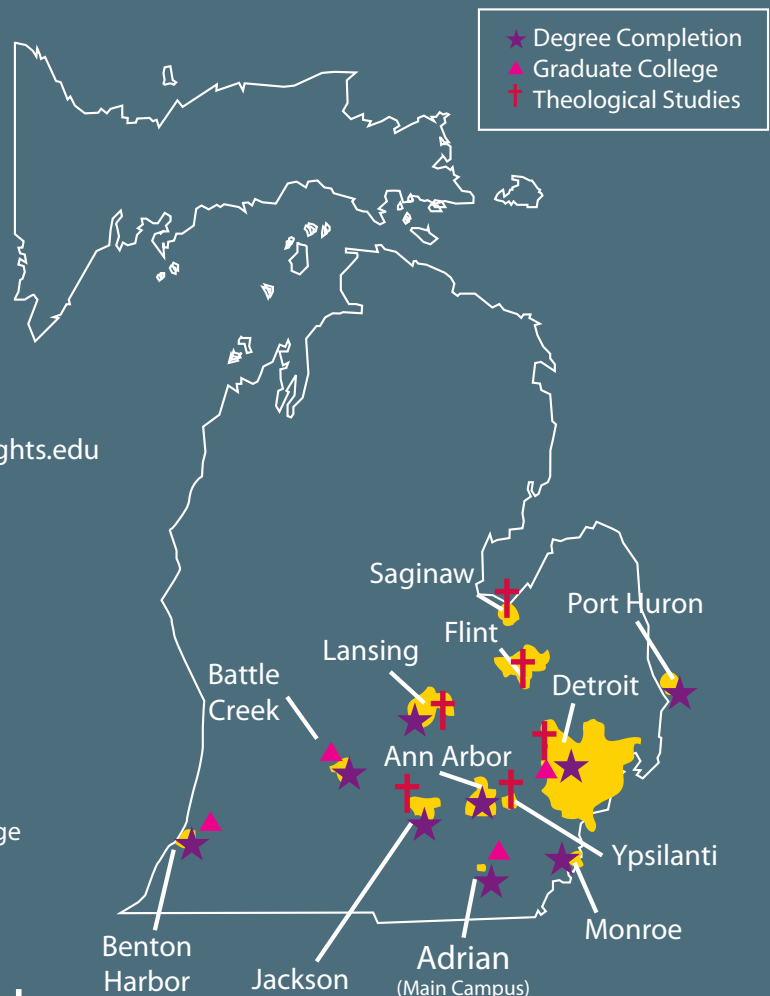 Degree Completion
Graduate College
Theological Studies
ghts.edu
Saginaw
Port Huron
Flint
Lansing
Detroit
Battle
Creek
Ann Arbor
ge
Ypsilanti
Monroe
Benton
Harbor
Jackson
Adrian
(Main Campus)